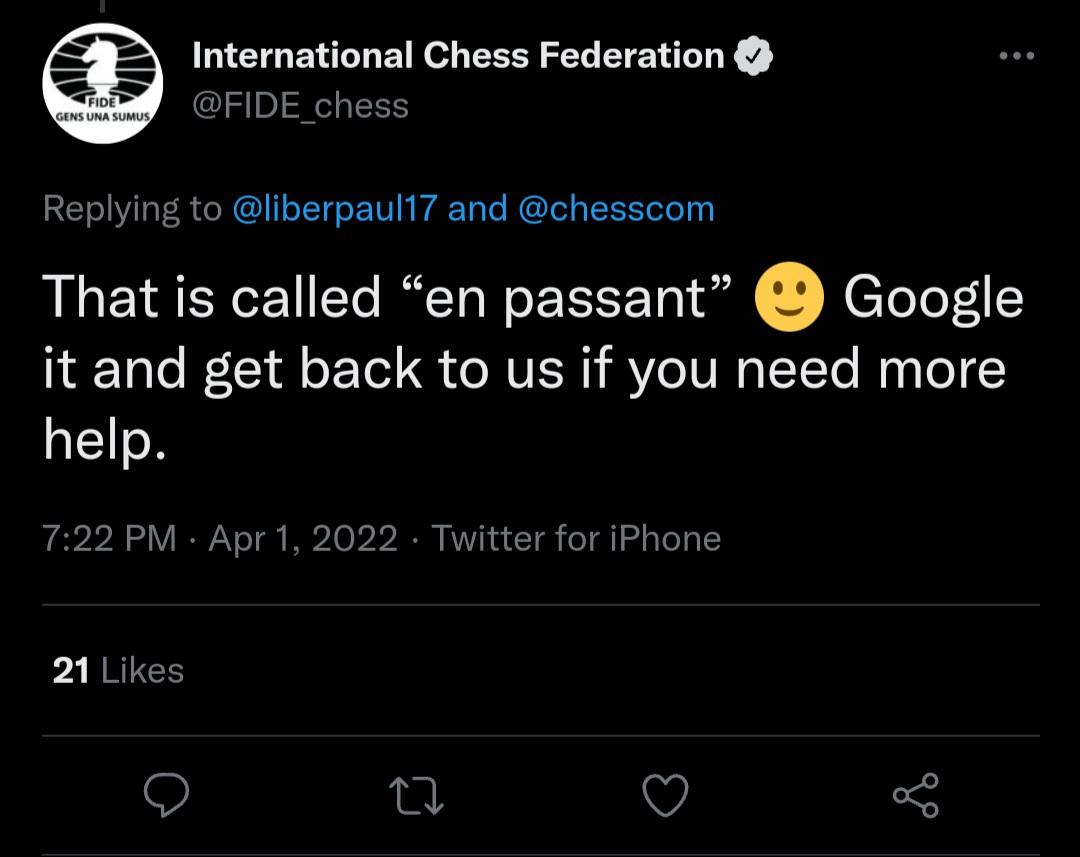 FIDE
GENS UNA SUMUS
International Chess Federation
@FIDE_chess
Replying to @liberpaul17 and @chesscom
That is called “en passant” 🙂 Google
it and get back to us if you need more
help.
7:22 PM · Apr 1, 2022 · Twitter for iPhone
21 Likes